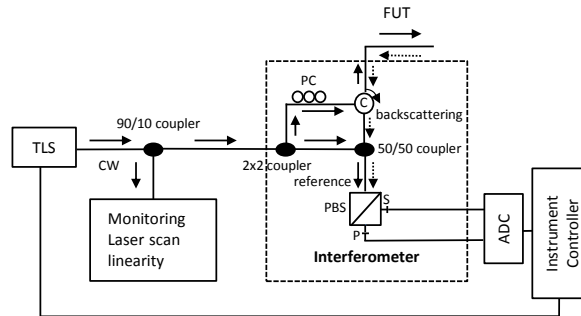 FUT
PC
C
backscattering
90/10 coupler
TLS
CW
2x2 coupler
50/50 coupler
reference
Monitoring
Laser scan
linearity
PBS
S
P
Interferometer
ADC
Instrument
Controller